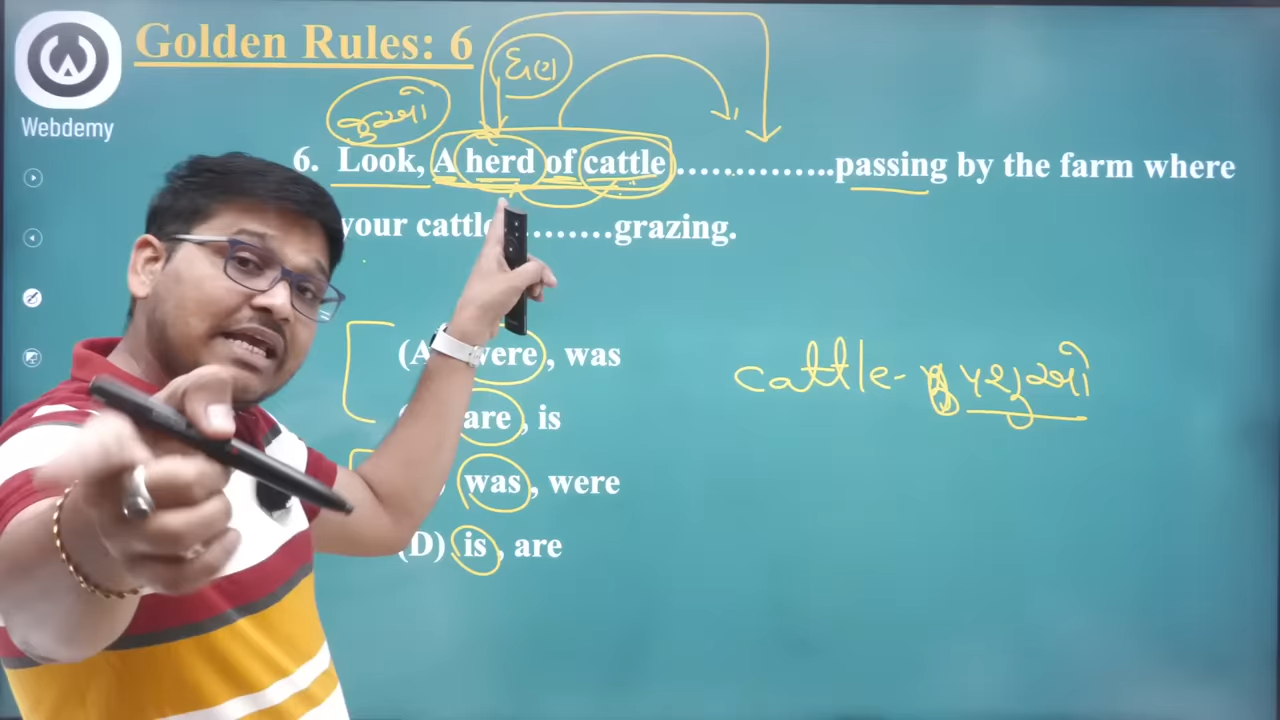 Golden Rules: 6
Webdemy
ધણ
જુઓ
6. Look, A herd of cattle ................passing by the farm where
your cattle ........grazing.
(A) were, was
are, is
was, were
(D) is, are
cattle - પશુઓ